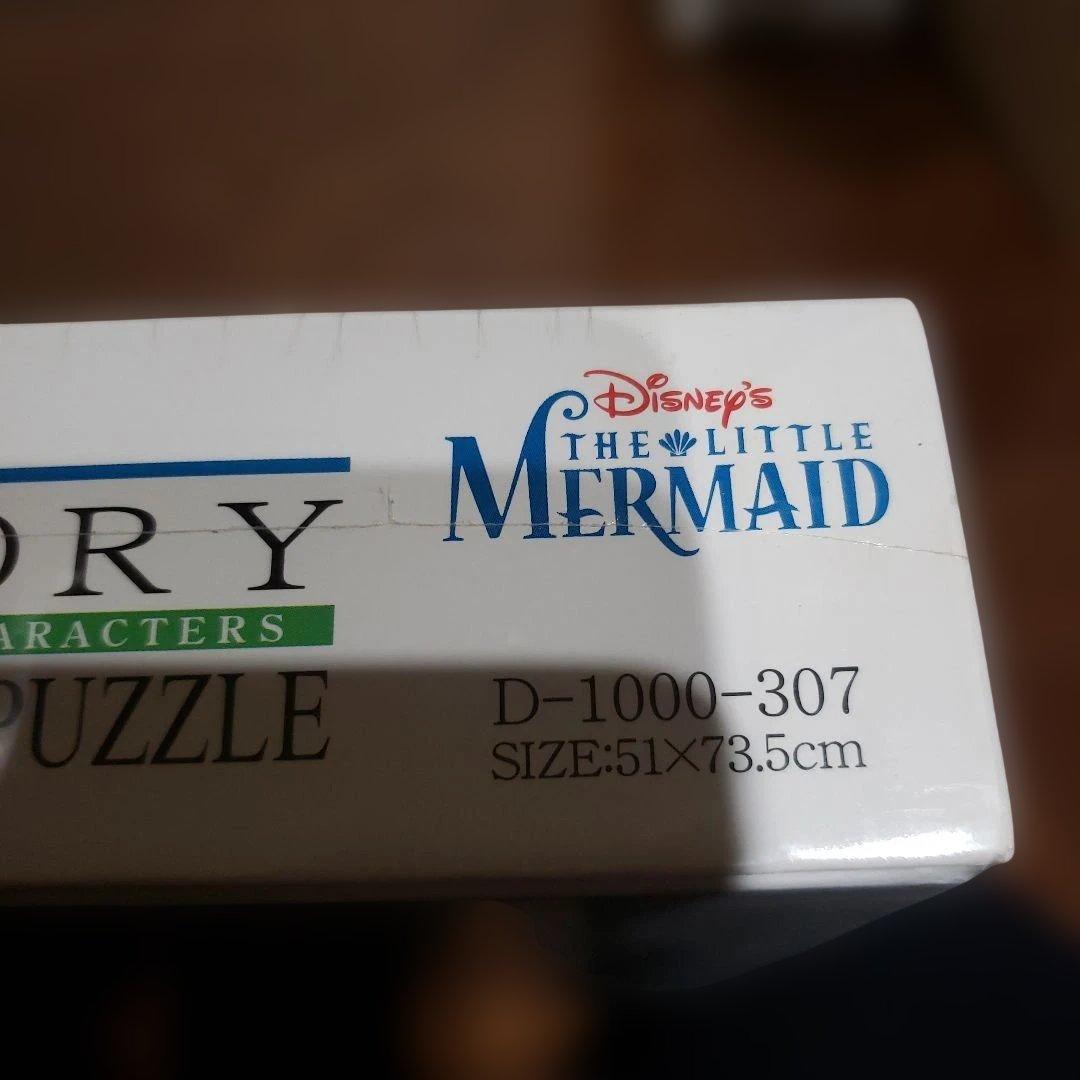 ORY
ARACTERS
PUZZLE
DISNEY'S
THE LITTLE
MERMAID
D-1000-307
SIZE:51×73.5cm